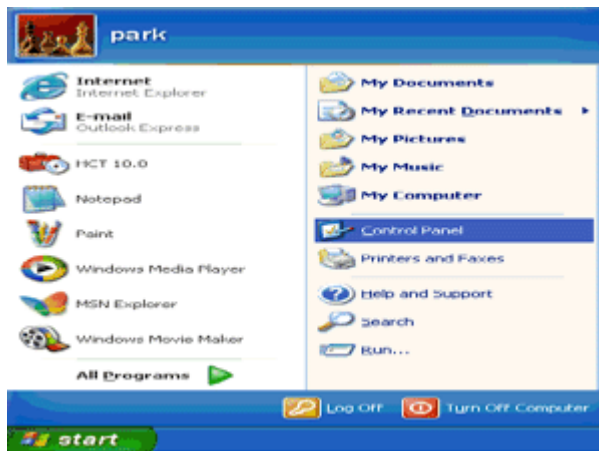 park
Internet
Internet Explorer
E-mail
Outlook Express
HCT 10.0
Notepad
Paint
Windows Media Player
MSN Explorer
Windows Movie Maker
All Programs
My Documents
My Recent Documents
My Pictures
My Music
My Computer
Control Panel
Printers and Faxes
Help and Support
Search
Run...
Log Off
Turn Off Computer
start